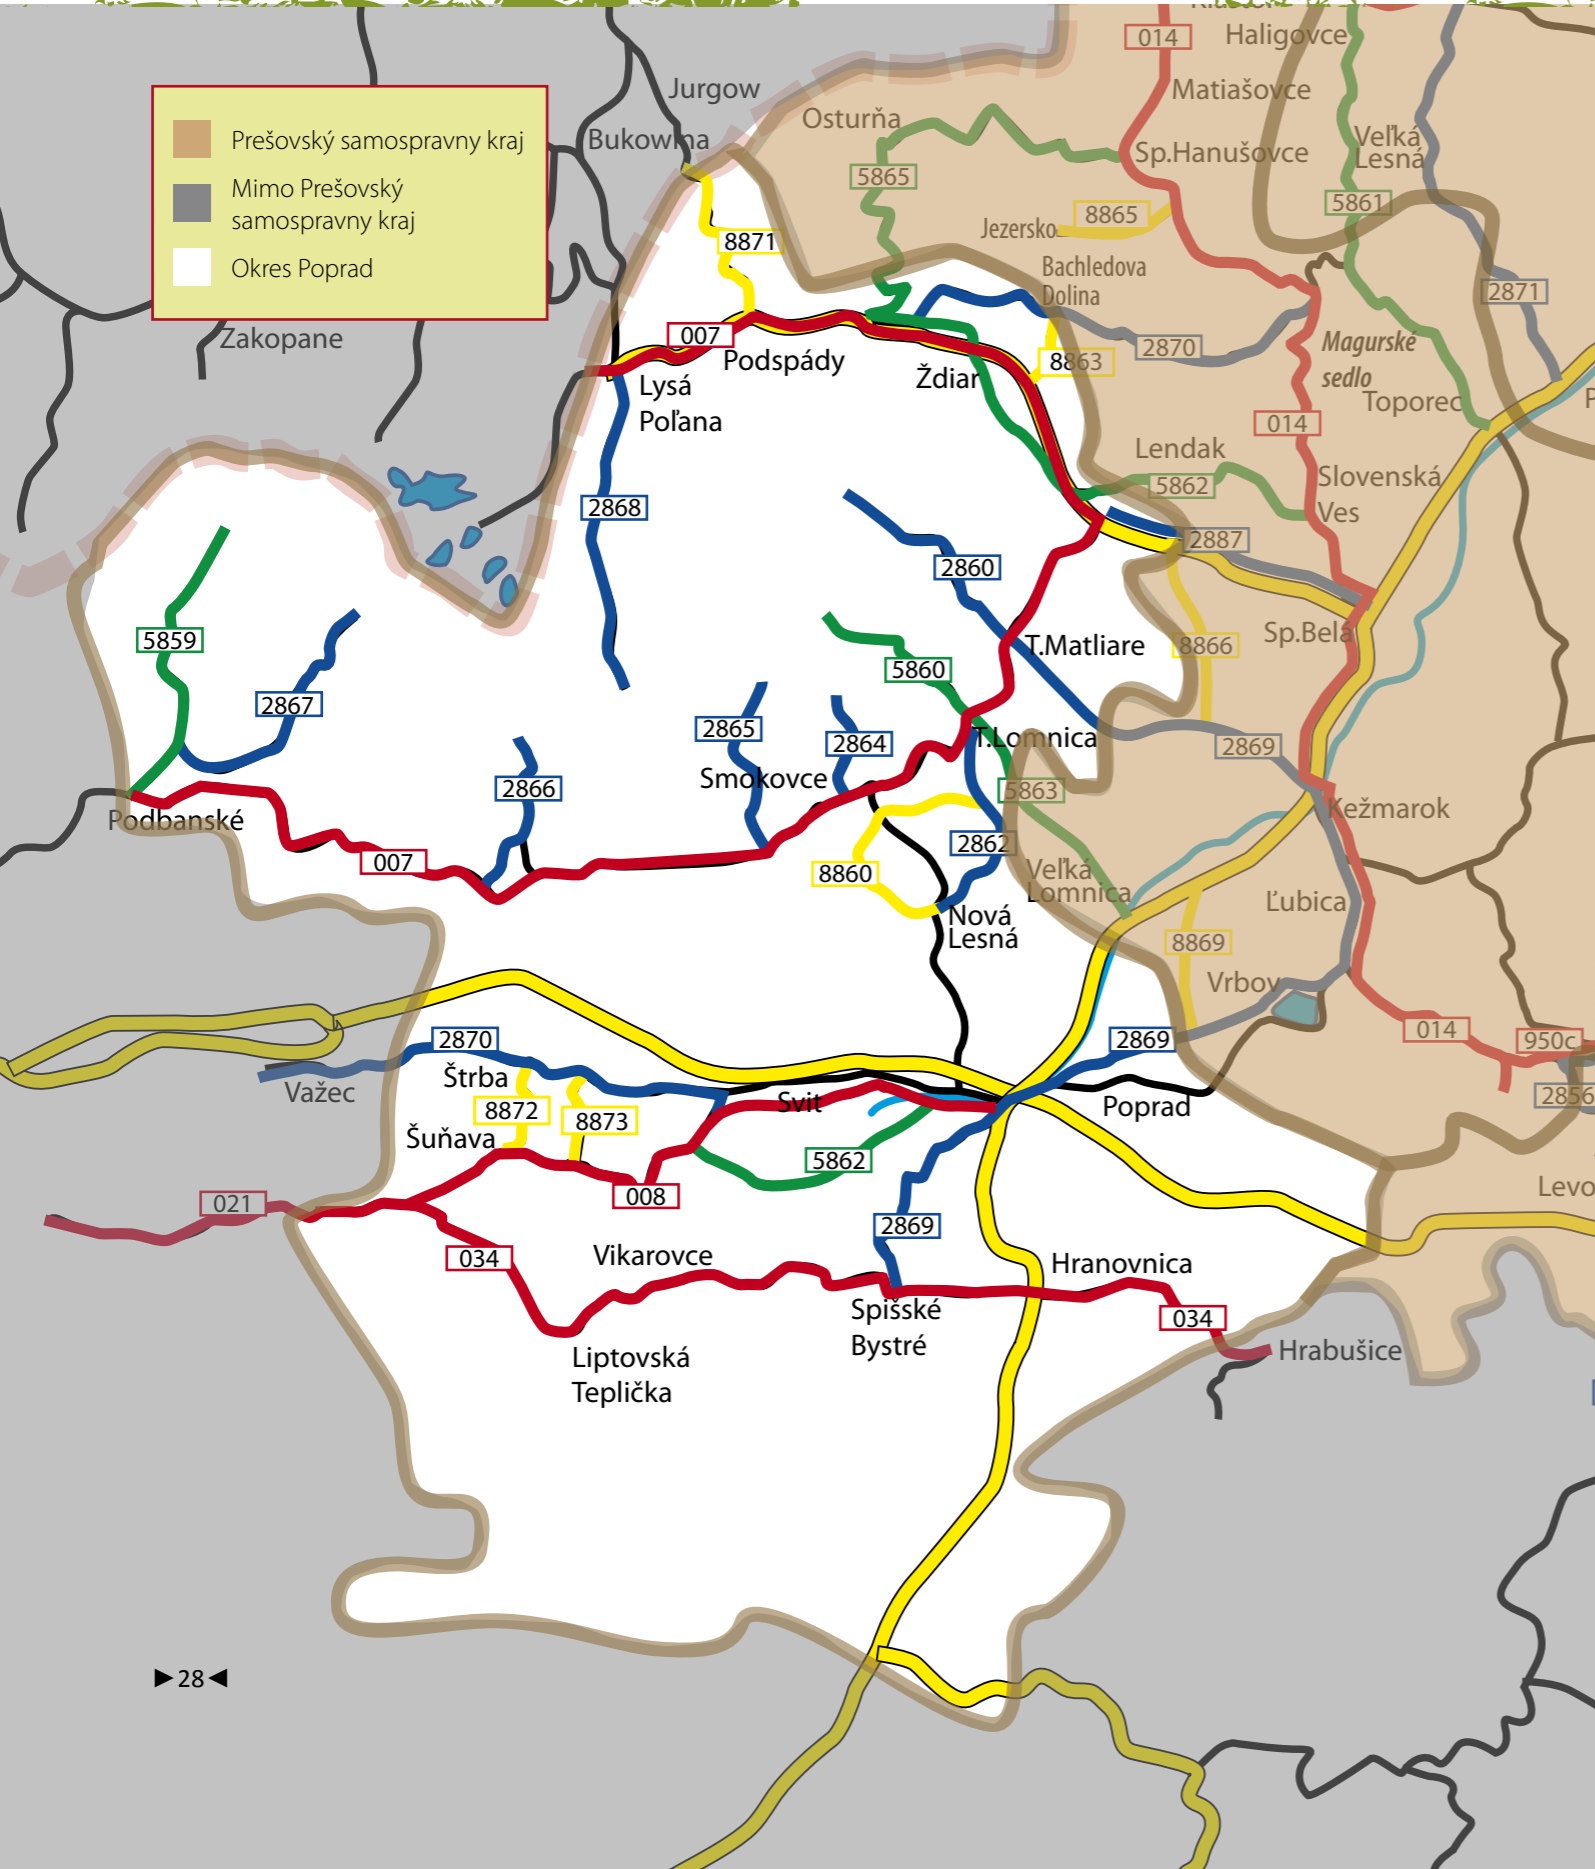 014
Haligovce
Jurgow
Matiašovce
Osturňa
Bukowina
Prešovský samospravny kraj
Mimo Prešovský
samospravny kraj
Okres Poprad
Veľká
Lesná
Sp.Hanušovce
5865
5861
8865
Jezersko
8871
Bachledova
Dolina
2871
Zakopane
007
Podspády
2870
Magurské
sedlo
8863
Ždiar
Lysá
Poľana
Toporec
014
Lendak
5862
Slovenská
Ves
2868
2887
2860
5859
T.Matliare
8866
Sp.Belá
5860
2867
2865
2864
T.Lomnica
2869
Smokovce
2866
5863
Kežmarok
Podbanské
007
2862
8860
Veľká
Lomnica
Ľubica
Nová
Lesná
8869
Vrbov
2870
2869
014
950c
Štrba
Važec
2856
8872
8873
Svit
Poprad
Šuňava
5862
008
Levo
021
2869
034
Vikarovce
Hranovnica
Spišské
Bystré
034
Hrabušice
Liptovská
Teplička
28